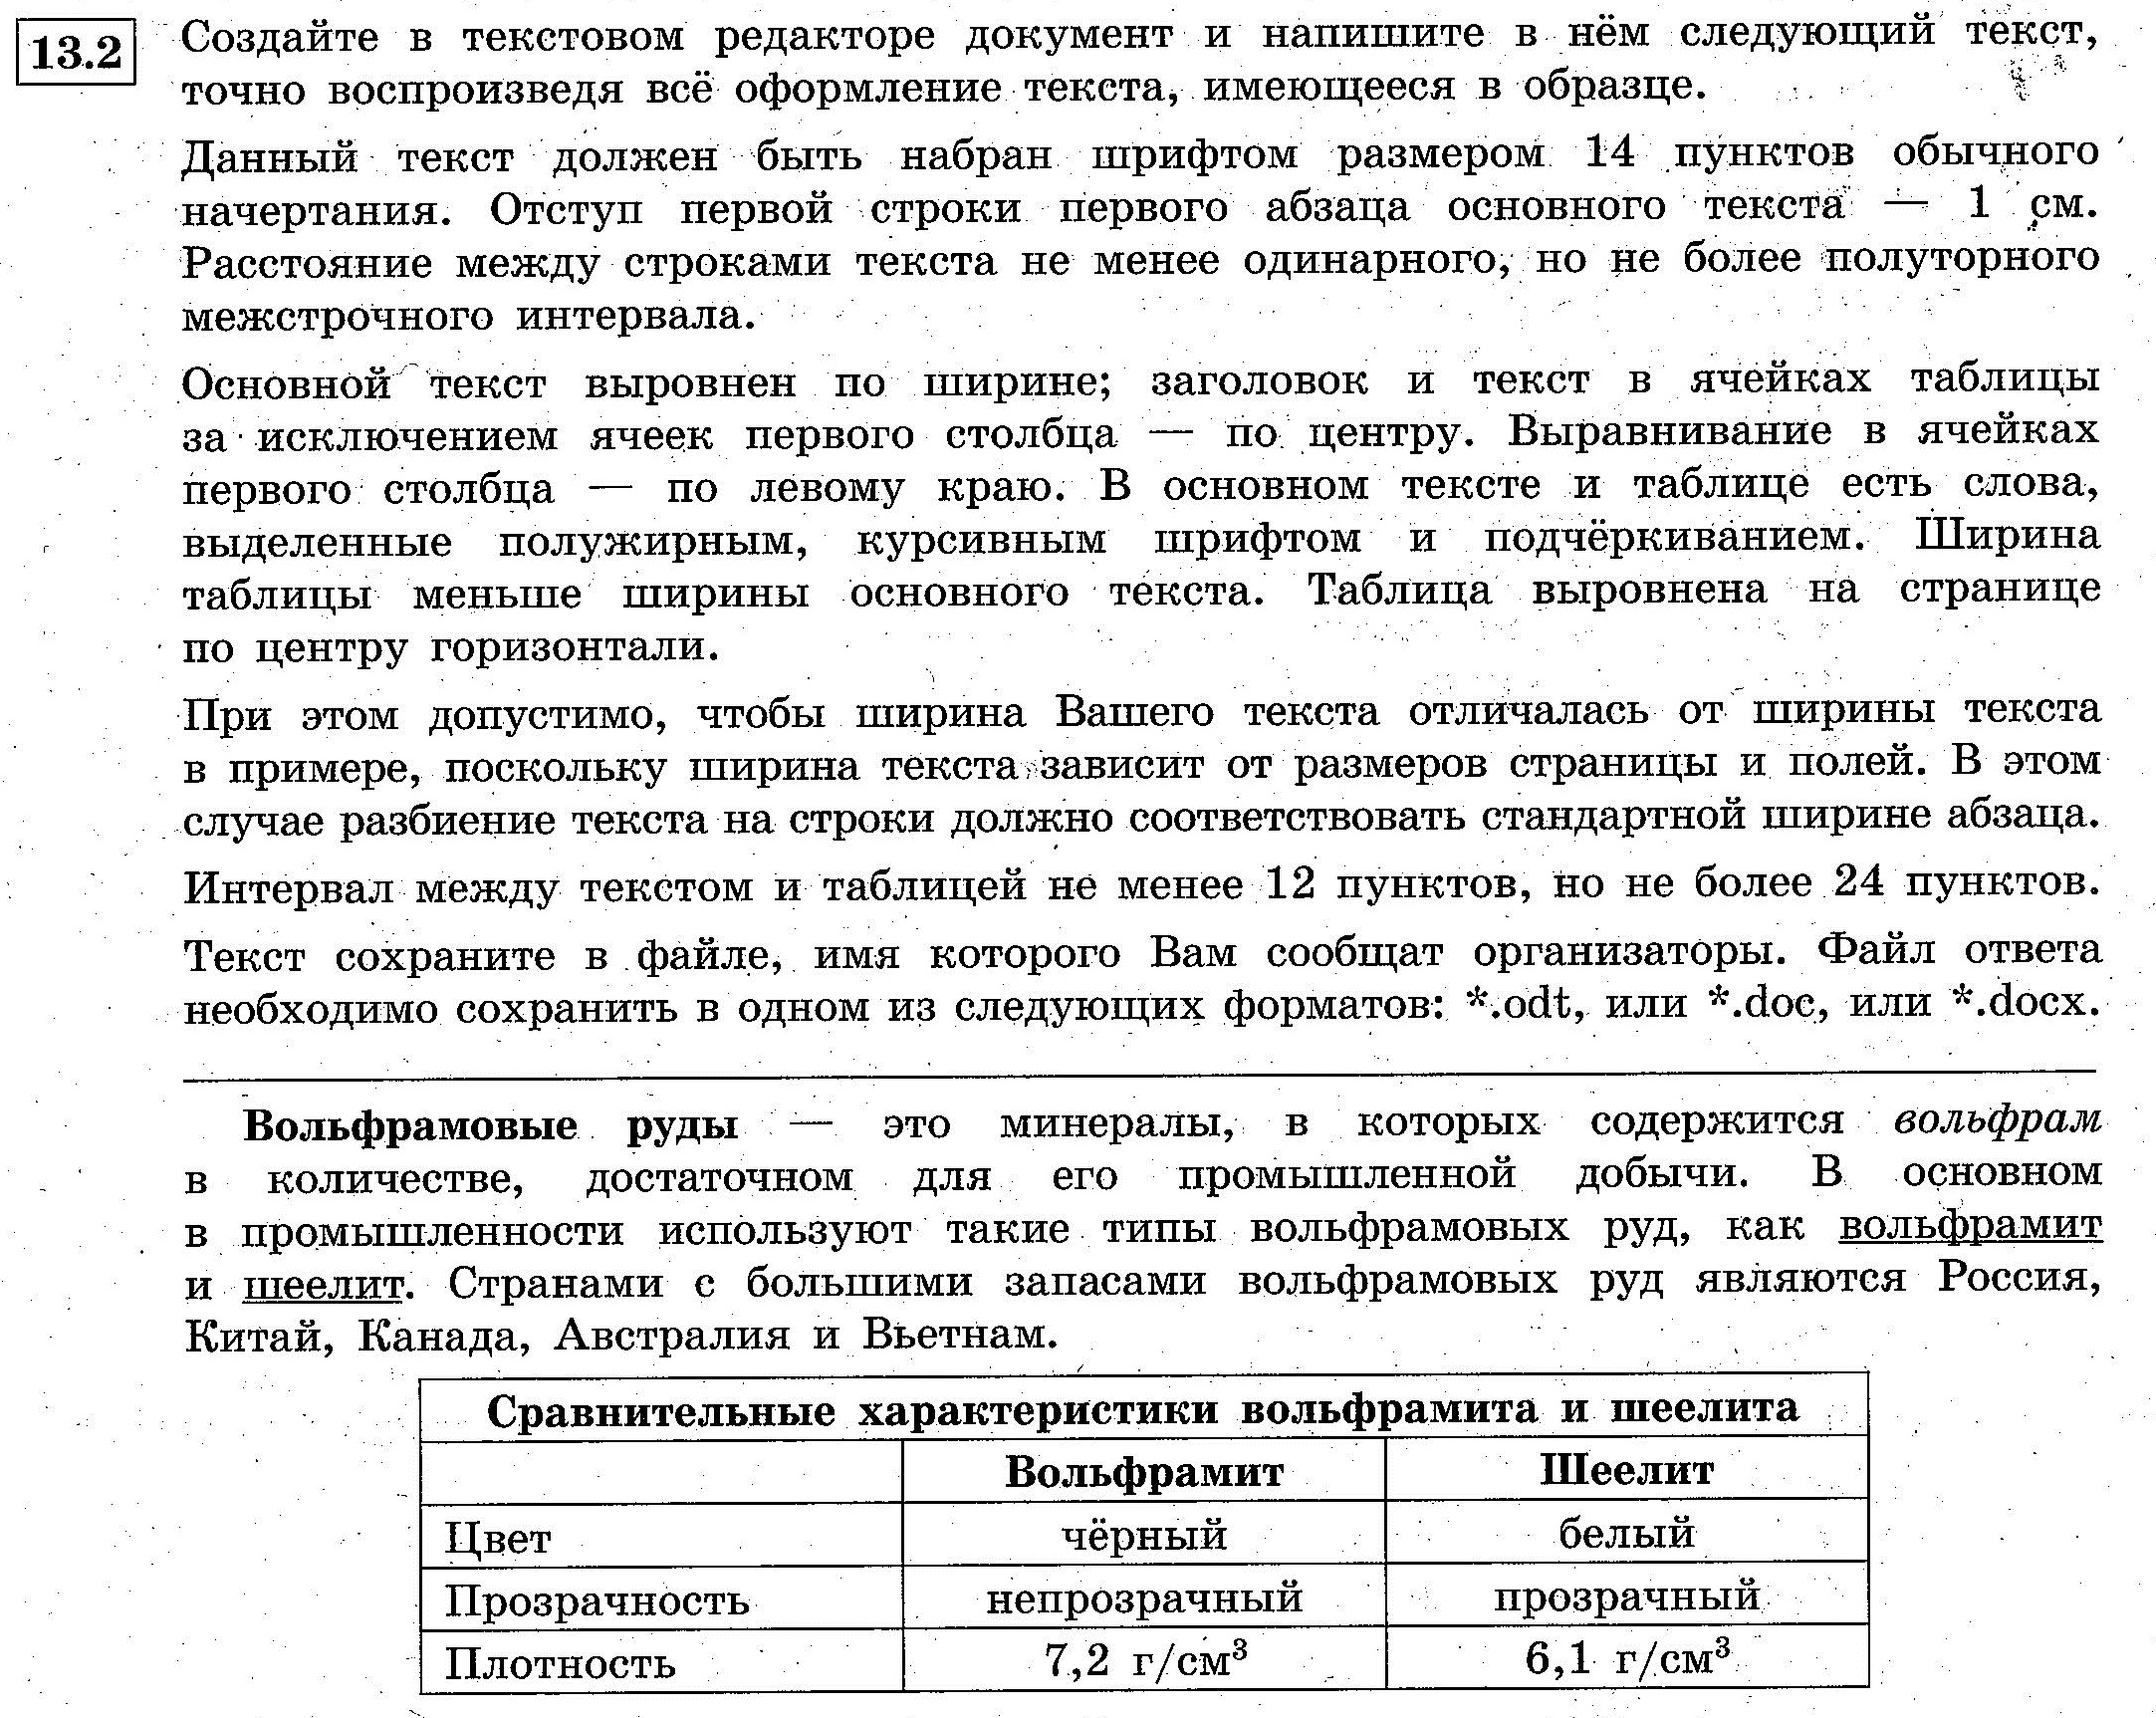 13.2
Создайте в текстовом редакторе документ и напишите в нём следующий текст,
точно воспроизведя всё оформление текста, имеющееся в образце.
Данный текст должен быть набран шрифтом размером 14 пунктов обычного
начертания. Отступ первой строки первого абзаца основного текста — 1 см.
Расстояние между строками текста не менее одинарного, но не более полуторного
межстрочного интервала.
Основной текст выровнен по ширине; заголовок и текст в ячейках таблицы
за исключением ячеек первого столбца — по центру. Выравнивание в ячейках
первого столбца — по левому краю. В основном тексте и таблице есть слова,
выделенные полужирным, курсивным шрифтом и подчёркиванием. Ширина
таблицы меньше ширины основного текста. Таблица выровнена на странице
по центру горизонтали.
При этом допустимо, чтобы ширина Вашего текста отличалась от ширины текста
в примере, поскольку ширина текста зависит от размеров страницы и полей. В этом
случае разбиение текста на строки должно соответствовать стандартной ширине абзаца.
Интервал между текстом и таблицей не менее 12 пунктов, но не более 24 пунктов.
Текст сохраните в файле, имя которого Вам сообщат организаторы. Файл ответа
необходимо сохранить в одном из следующих форматов: *.odt, или *.doc, или *.docx.
Вольфрамовые руды — это минералы, в которых содержится вольфрам
в количестве, достаточном для его промышленной добычи. В основном
в промышленности используют такие типы вольфрамовых руд, как вольфрамит
и шеелит. Странами с большими запасами вольфрамовых руд являются Россия,
Китай, Канада, Австралия и Вьетнам.
Сравнительные характеристики вольфрамита и шеелита
Вольфрамит Шеелит
Цвет чёрный белый
Прозрачность непрозрачный прозрачный
Плотность 7,2 г/см³ 6,1 г/см³